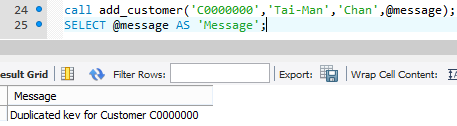 24 call add_customer('C0000000','Tai-Man','Chan',@message);
25 SELECT @message AS 'Message';
Result Grid Filter Rows: Export: Wrap Cell Content:
Message
Duplicated key for Customer C0000000